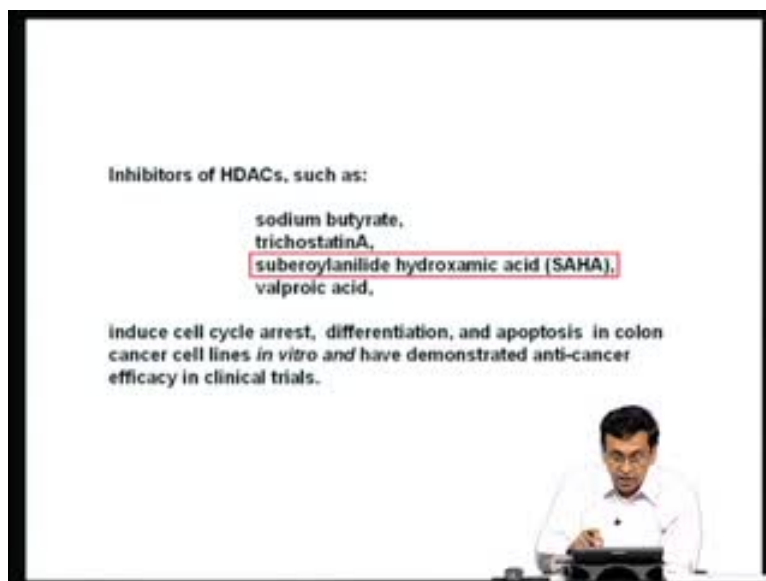 Inhibitors of HDACs, such as:
sodium butyrate,
trichostatinA,
suberoylanilide hydroxamic acid (SAHA),
valproic acid,
induce cell cycle arrest, differentiation, and apoptosis in colon
cancer cell lines in vitro and have demonstrated anti-cancer
efficacy in clinical trials.